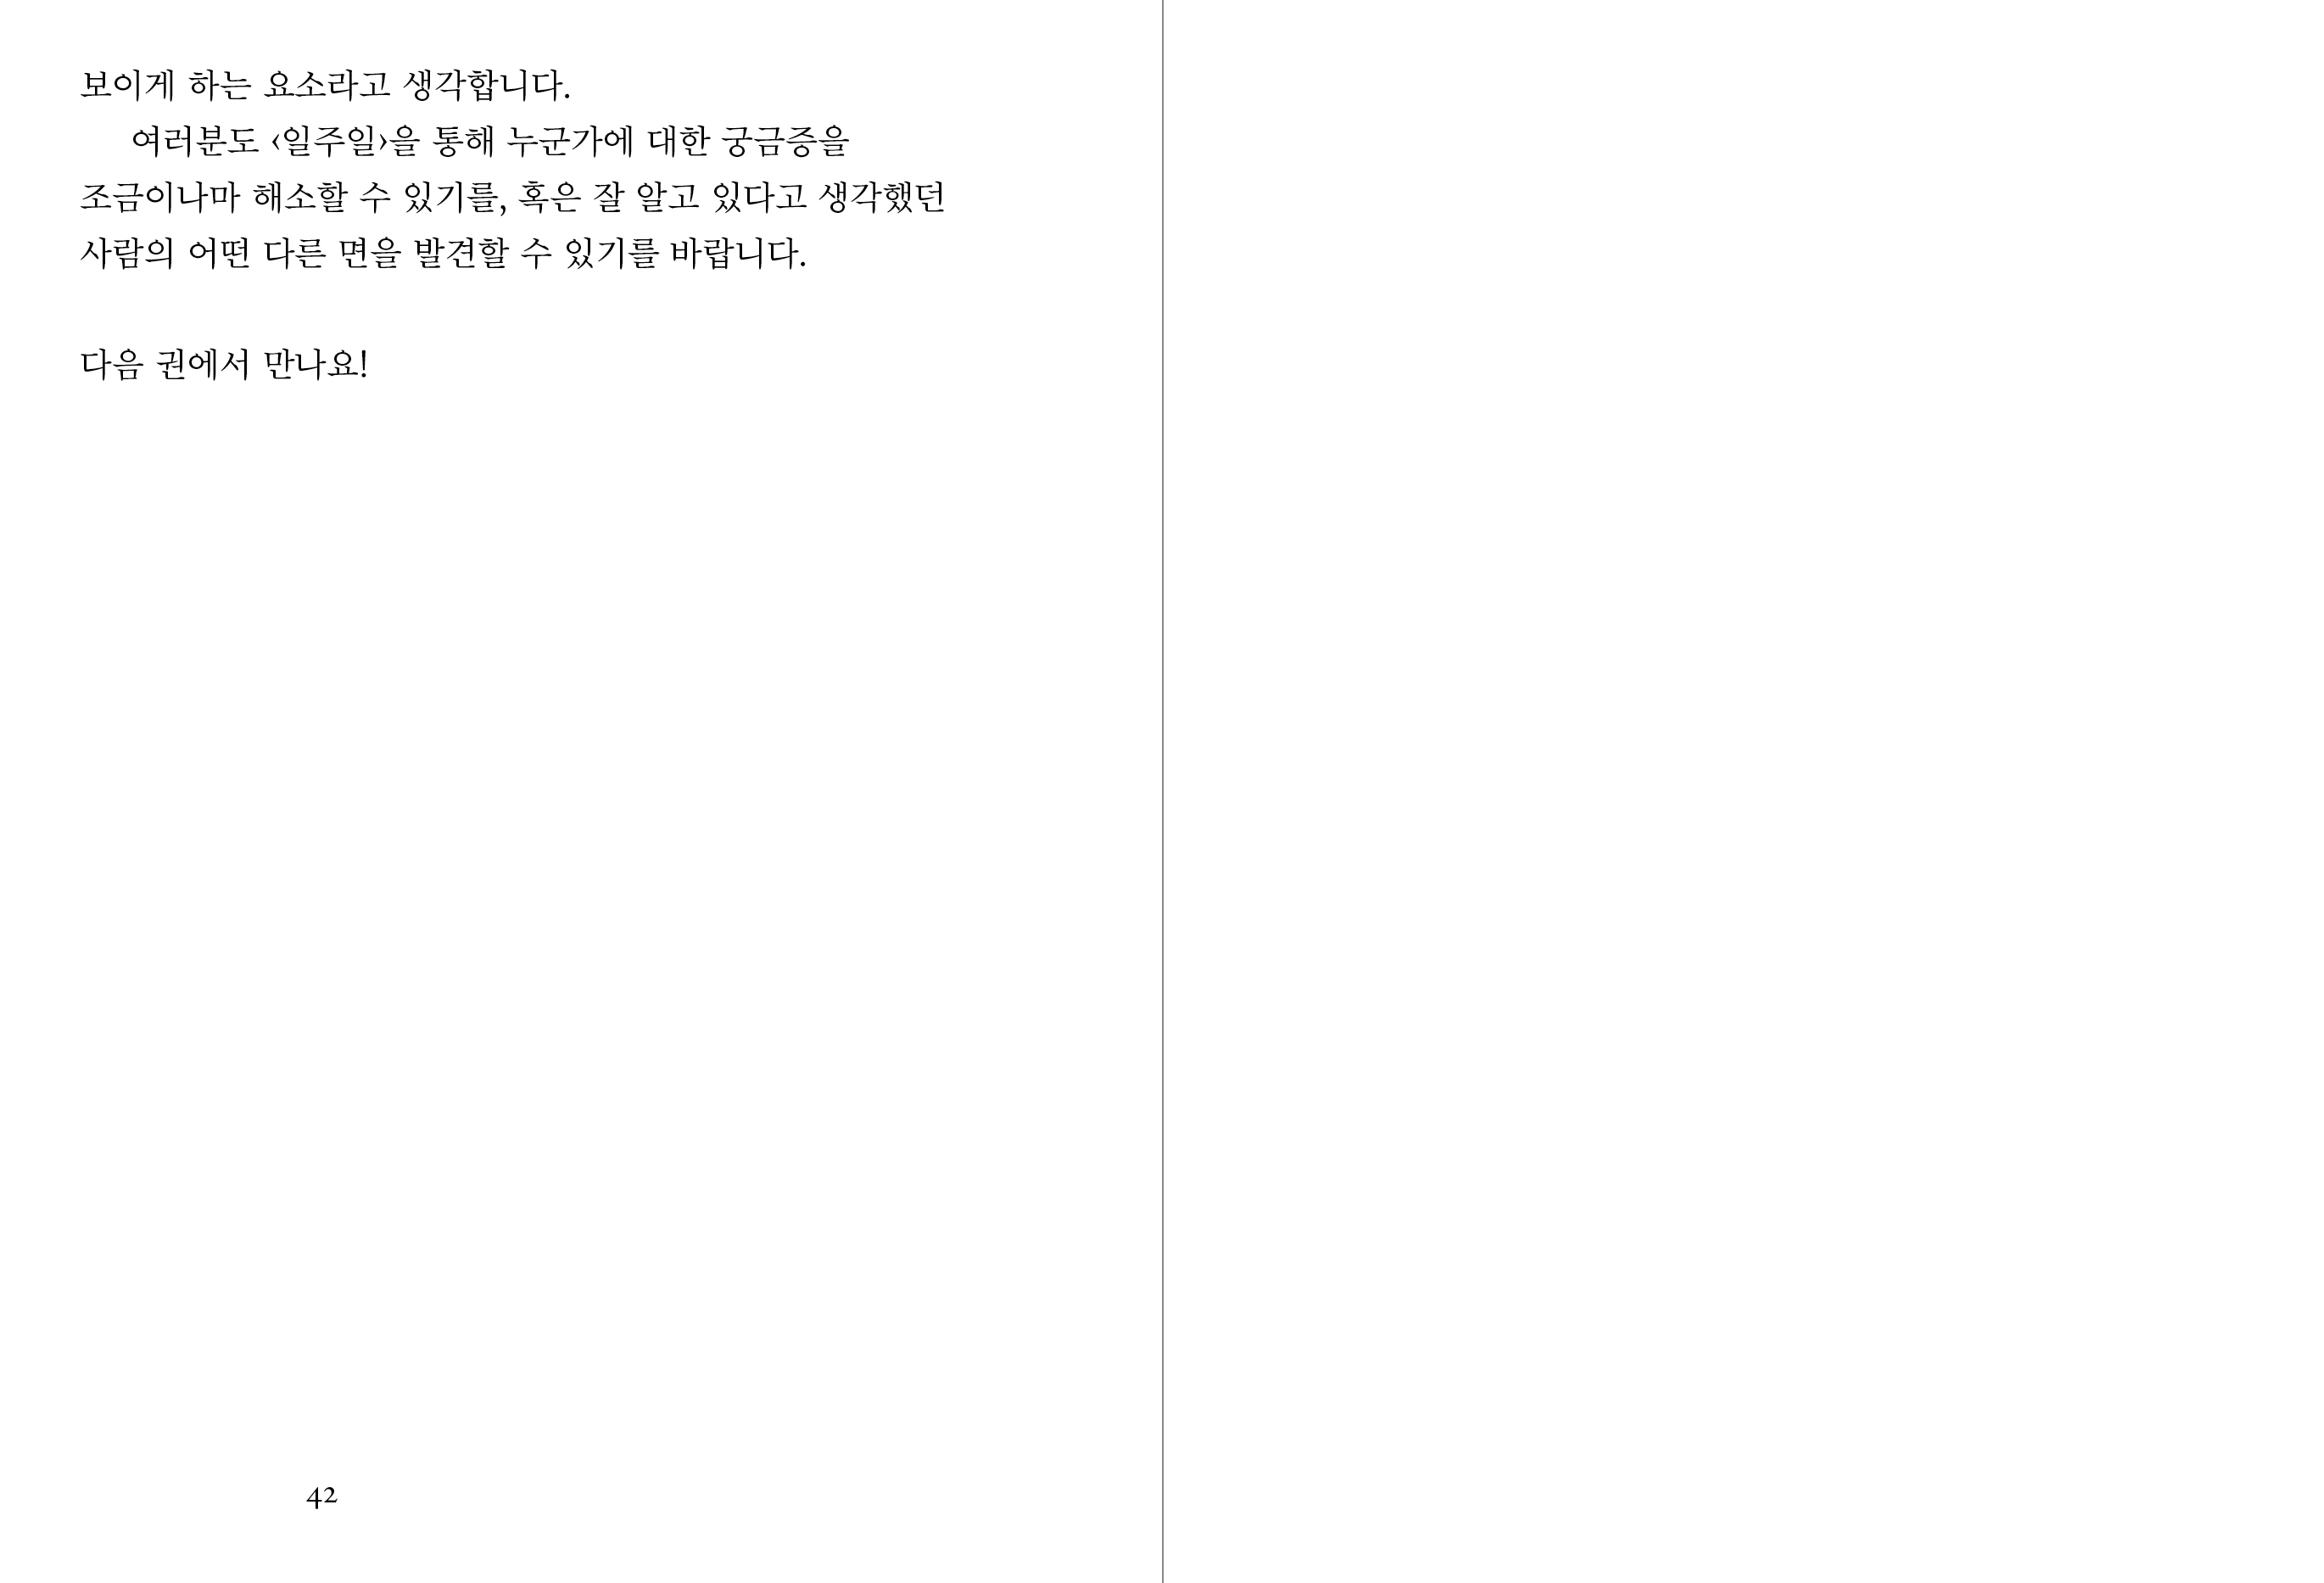 보이게 하는 요소라고 생각합니다.
여러분도 ‹일주일›을 통해 누군가에 대한 궁금증을
조금이나마 해소할 수 있기를, 혹은 잘 알고 있다고 생각했던
사람의 어떤 다른 면을 발견할 수 있기를 바랍니다.
다음 권에서 만나요!
42